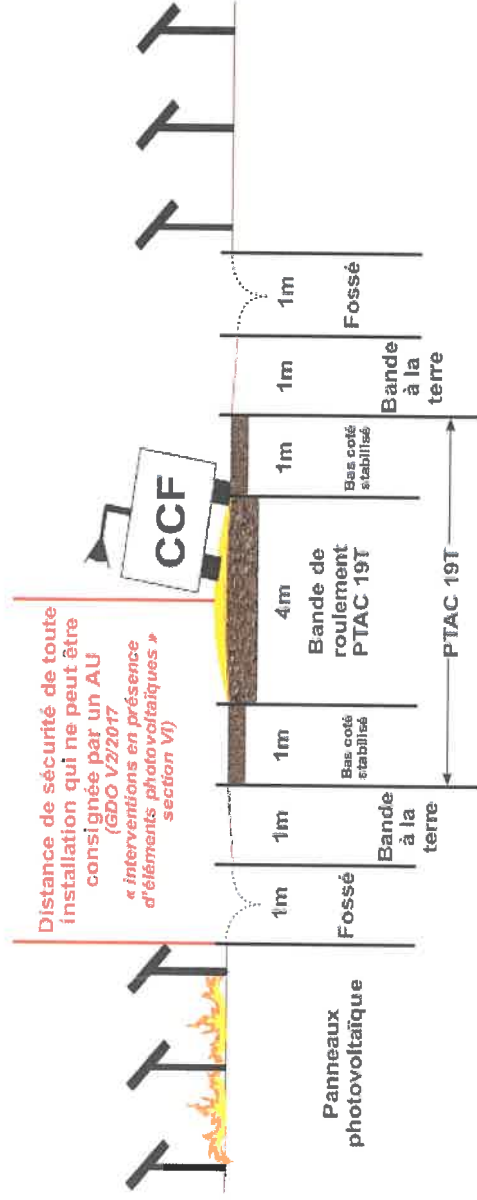 Distance de sécurité de toute
installation qui ne peut être
consignée par un AU
(GDO V2/2017
« interventions en présence
d'éléments photovoltaïques »
section VI)
CCF
1m
1m
1m
4m
1m
1m
1m
Fossé
Bande
à la
terre
Bas coté
stabilisé
Bande de
roulement
PTAC 19T
Bas coté
stabilisé
Bande
à la
terre
Fossé
Panneaux
photovoltaïque
PTAC 19T